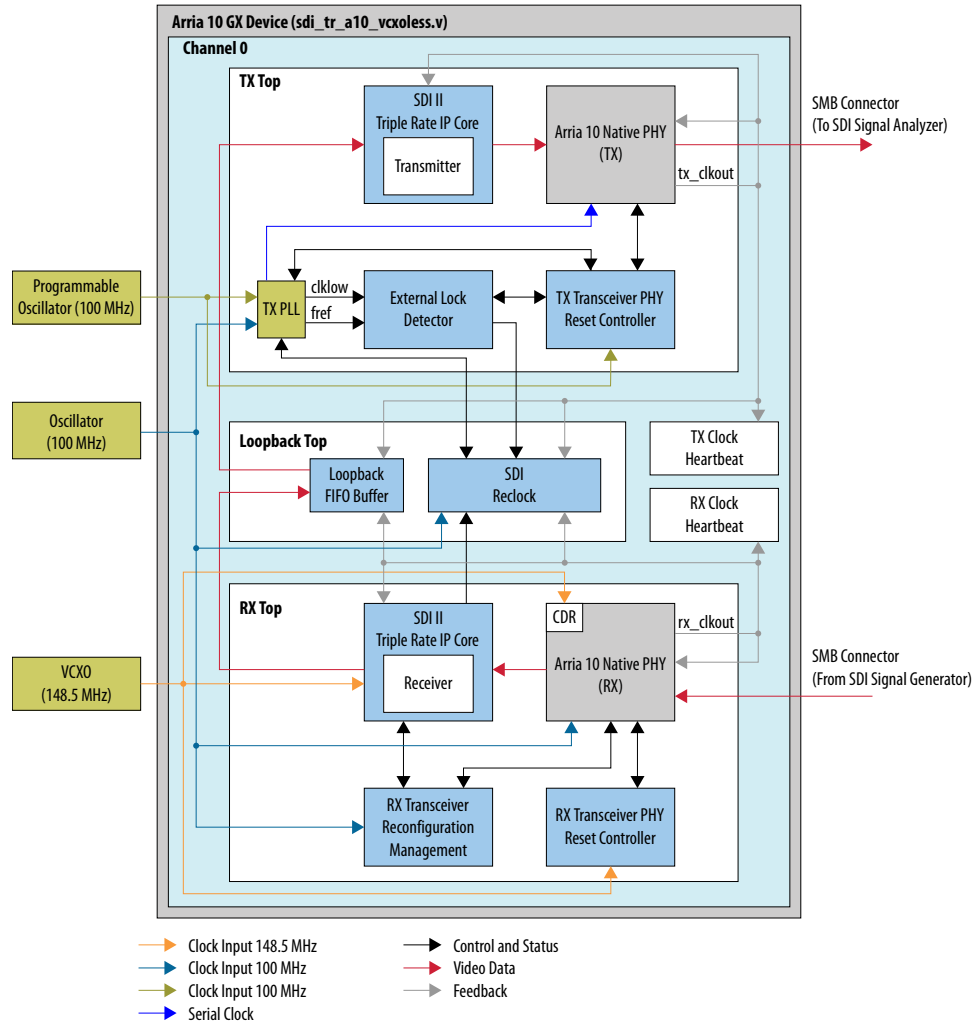 Arria 10 GX Device (sdi_tr_a10_vcxoless.v)
Channel 0
TX Top
SDI II
Triple Rate IP Core
Transmitter
Arria 10 Native PHY
(TX)
SMB Connector
(To SDI Signal Analyzer)
tx_clkout
Programmable
Oscillator (100 MHz)
TX PLL
clklow
fref
External Lock
Detector
TX Transceiver PHY
Reset Controller
Oscillator
(100 MHz)
Loopback Top
Loopback
FIFO Buffer
SDI
Reclock
TX Clock
Heartbeat
RX Clock
Heartbeat
RX Top
SDI II
Triple Rate IP Core
Receiver
CDR
Arria 10 Native PHY
(RX)
rx_clkout
SMB Connector
(From SDI Signal Generator)
VCXO
(148.5 MHz)
RX Transceiver
Reconfiguration
Management
RX Transceiver PHY
Reset Controller
Clock Input 148.5 MHz
Clock Input 100 MHz
Clock Input 100 MHz
Serial Clock
Control and Status
Video Data
Feedback